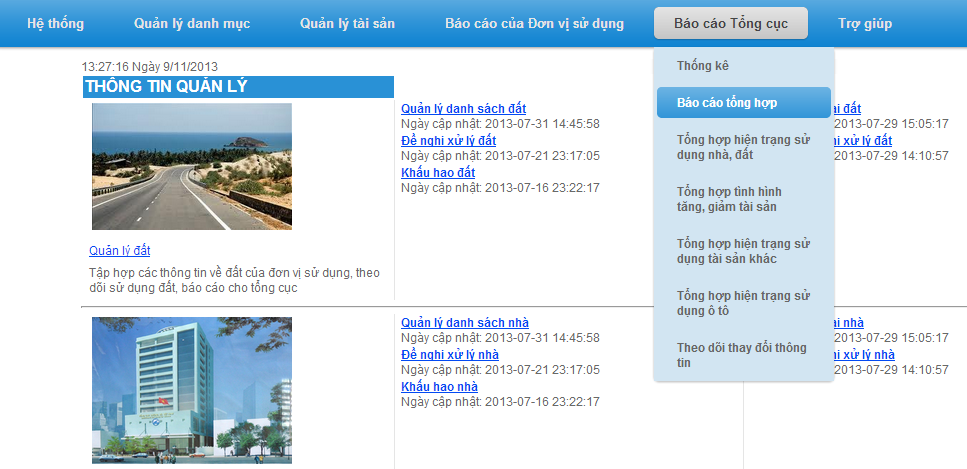 Hệ thống
Quản lý danh mục
Quản lý tài sản
Báo cáo của Đơn vị sử dụng
Báo cáo Tổng cục
Trợ giúp
13:27:16 Ngày 9/11/2013
THÔNG TIN QUẢN LÝ
Quản lý đất
Tập hợp các thông tin về đất của đơn vị sử dụng, theo
dõi sử dụng đất, báo cáo cho tổng cục
Quản lý danh sách đất
Ngày cập nhật: 2013-07-31 14:45:58
Đề nghị xử lý đất
Ngày cập nhật: 2013-07-21 23:17:05
Khấu hao đất
Ngày cập nhật: 2013-07-16 23:22:17
Thống kê
Báo cáo tổng hợp
Tổng hợp hiện trạng sử
dụng nhà, đất
Tổng hợp tình hình
tăng, giảm tài sản
Tổng hợp hiện trạng sử
dụng tài sản khác
Tổng hợp hiện trạng sử
dụng ô tô
Theo dõi thay đổi thông
tin
ại đất
2013-07-29 15:05:17
hị xử lý đất
2013-07-29 14:10:57
Quản lý danh sách nhà
Ngày cập nhật: 2013-07-31 14:45:58
Đề nghị xử lý nhà
Ngày cập nhật: 2013-07-21 23:17:05
Khấu hao nhà
Ngày cập nhật: 2013-07-16 23:22:17
ại nhà
2013-07-29 15:05:17
hị xử lý nhà
2013-07-29 14:10:57